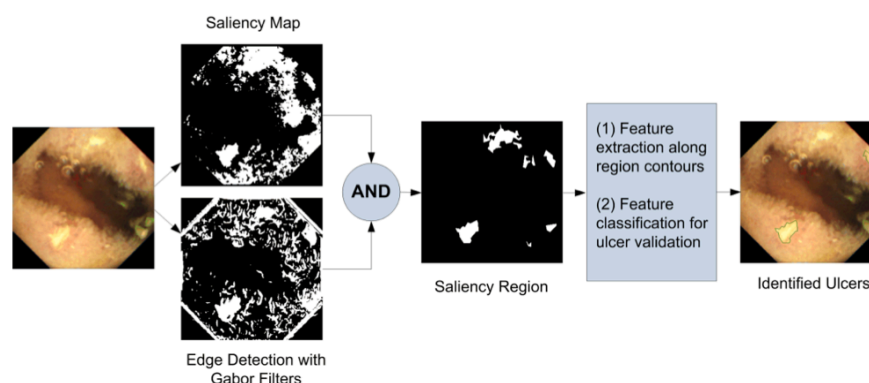 Saliency Map
AND
(1) Feature
extraction along
region contours
(2) Feature
classification for
ulcer validation
Saliency Region
Identified Ulcers
Edge Detection with
Gabor Filters